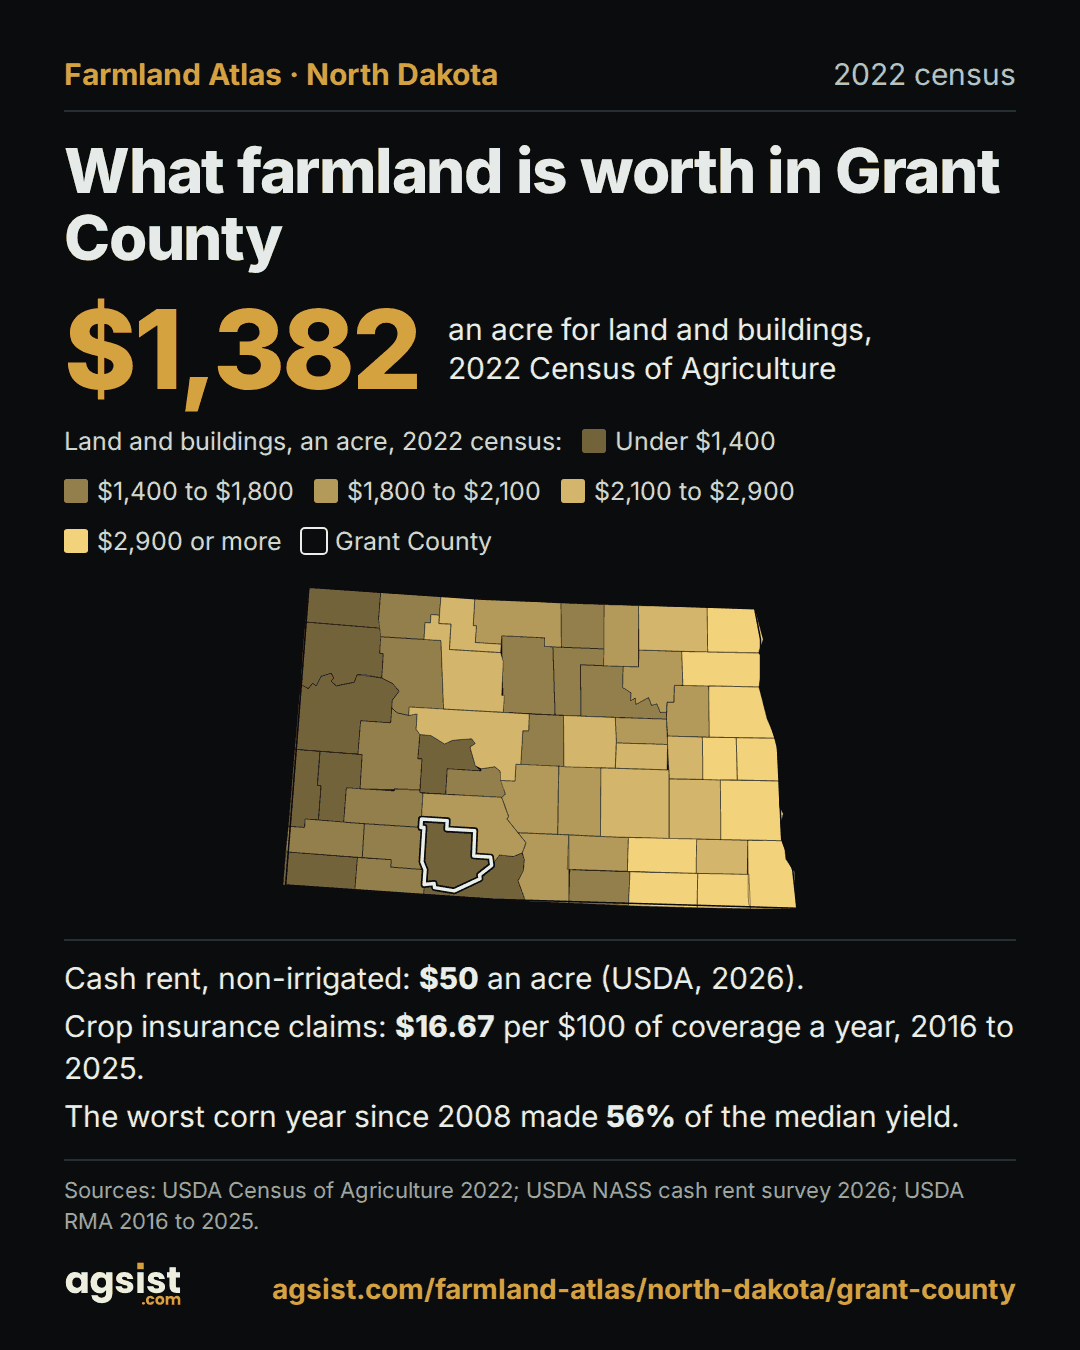 Farmland Atlas · North Dakota
2022 census
What farmland is worth in Grant
County
$1,382
an acre for land and buildings,
2022 Census of Agriculture
Land and buildings, an acre, 2022 census:
Under $1,400
$1,400 to $1,800
$1,800 to $2,100
$2,100 to $2,900
$2,900 or more
Grant County
Cash rent, non-irrigated: $50 an acre (USDA, 2026).
Crop insurance claims: $16.67 per $100 of coverage a year, 2016 to
2025.
The worst corn year since 2008 made 56% of the median yield.
Sources: USDA Census of Agriculture 2022; USDA NASS cash rent survey 2026; USDA
RMA 2016 to 2025.
agsist
.com
agsist.com/farmland-atlas/north-dakota/grant-county